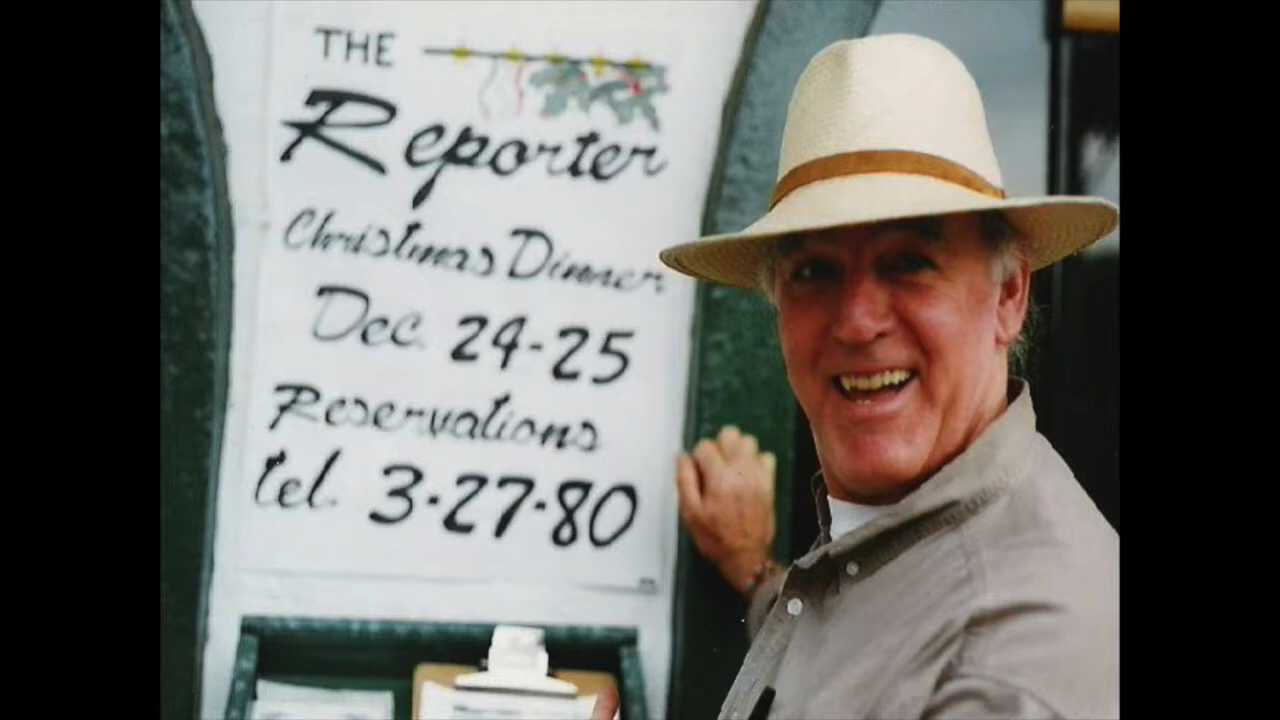 THE
Reporter
Christmas Dinner
Dec. 24-25
Reservations
tel. 3-27-80